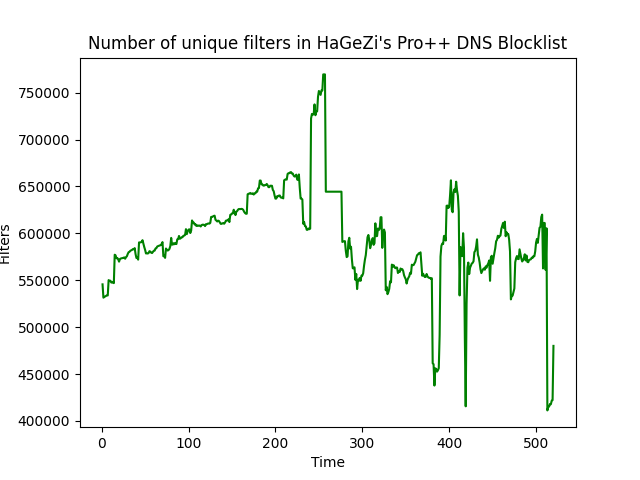 Number of unique filters in HaGeZi's Pro++ DNS Blocklist
750000
700000
650000
600000
550000
500000
450000
400000
Filters
0 100 200 300 400 500
Time